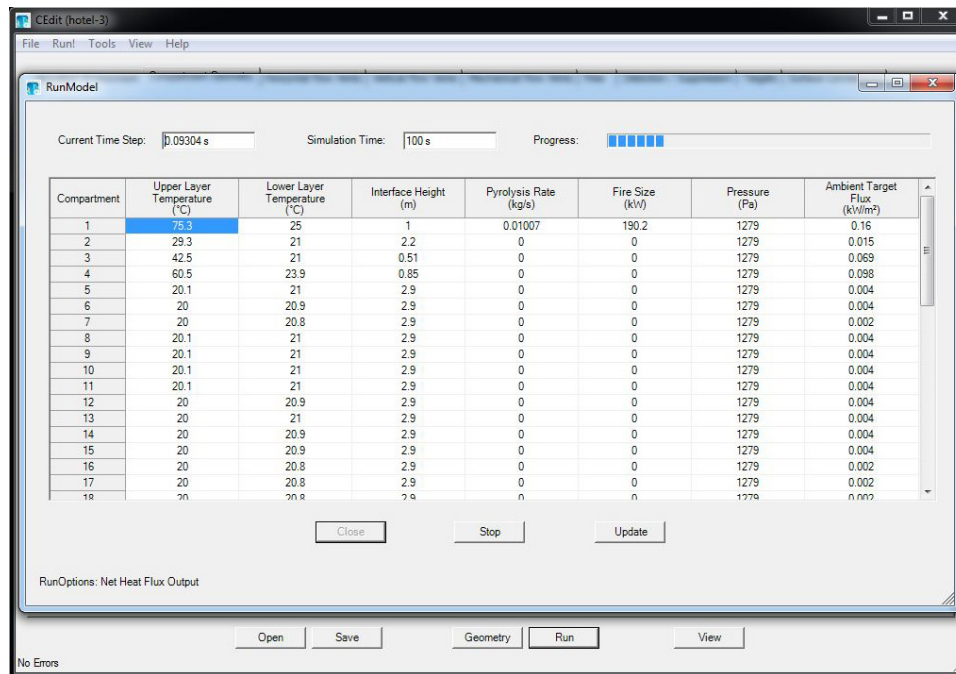 CEdit (hotel-3)
File Run! Tools View Help
RunModel
Current Time Step: 0.09304 s Simulation Time: 100 s Progress:
Compartment Upper Layer Temperature (°C) Lower Layer Temperature (°C) Interface Height (m) Pyrolysis Rate (kg/s) Fire Size (kW) Pressure (Pa) Ambient Target Flux (kW/m²)
1 75.3 25 1 0.01007 190.2 1279 0.16
2 29.3 21 2.2 0 0 1279 0.015
3 42.5 21 0.51 0 0 1279 0.069
4 60.5 23.9 0.85 0 0 1279 0.098
5 20.1 21 2.9 0 0 1279 0.004
6 20 20.9 2.9 0 0 1279 0.004
7 20 20.8 2.9 0 0 1279 0.002
8 20.1 21 2.9 0 0 1279 0.004
9 20.1 21 2.9 0 0 1279 0.004
10 20.1 21 2.9 0 0 1279 0.004
11 20.1 21 2.9 0 0 1279 0.004
12 20 20.9 2.9 0 0 1279 0.004
13 20 21 2.9 0 0 1279 0.004
14 20 20.9 2.9 0 0 1279 0.004
15 20 20.9 2.9 0 0 1279 0.004
16 20 20.8 2.9 0 0 1279 0.002
17 20 20.8 2.9 0 0 1279 0.002
18 20 20.8 2.9 0 0 1279 0.002
Close Stop Update
RunOptions: Net Heat Flux Output
Open Save Geometry Run View
No Errors